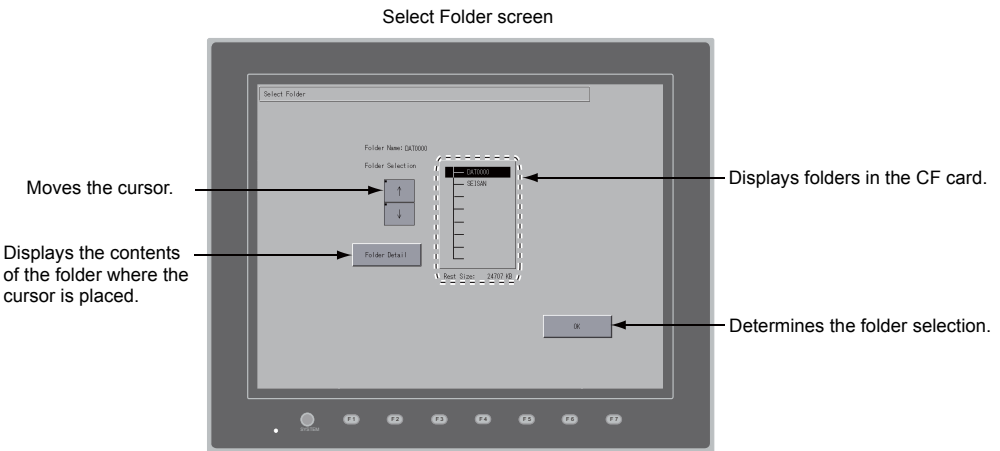 Select Folder screen
Select Folder
Folder Name: DAT0000
Folder Selection
DAT0000
SEISAN
↑
↓
Moves the cursor.
Displays folders in the CF card.
Displays the contents
of the folder where the
cursor is placed.
Folder Detail
Rest Size: 24707 KB
OK
Determines the folder selection.
SYSTEM
F1
F2
F3
F4
F5
F6
F7